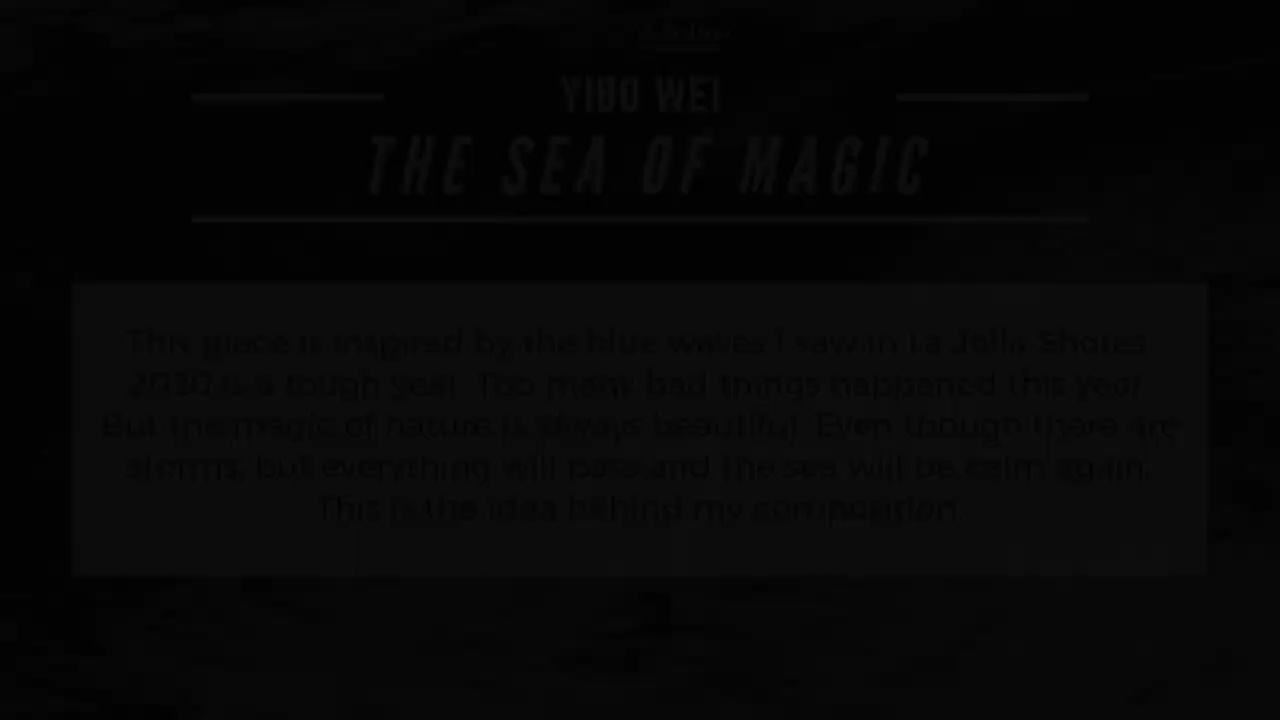 YIBO WEI
THE SEA OF MAGIC
This piece is inspired by the blue waves I saw in La Jolla Shores.
2020 is a tough year. Too many bad things happened this year.
But the magic of nature is always beautiful. Even though there are
storms, but everything will pass and the sea will be calm again.
This is the idea behind my composition.